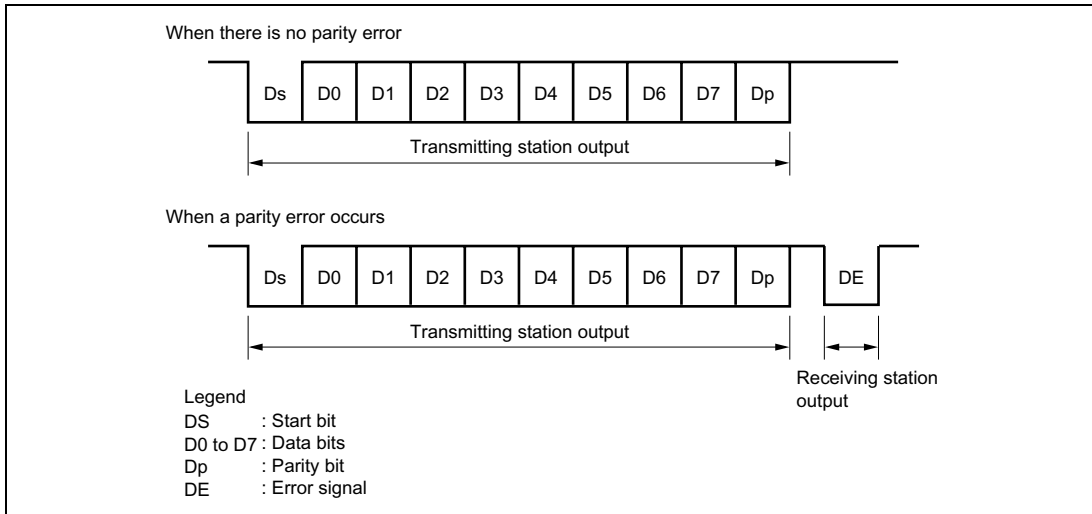 When there is no parity error
Ds D0 D1 D2 D3 D4 D5 D6 D7 Dp
Transmitting station output
When a parity error occurs
Ds D0 D1 D2 D3 D4 D5 D6 D7 Dp DE
Transmitting station output
Receiving station
output
Legend
DS : Start bit
D0 to D7 : Data bits
Dp : Parity bit
DE : Error signal